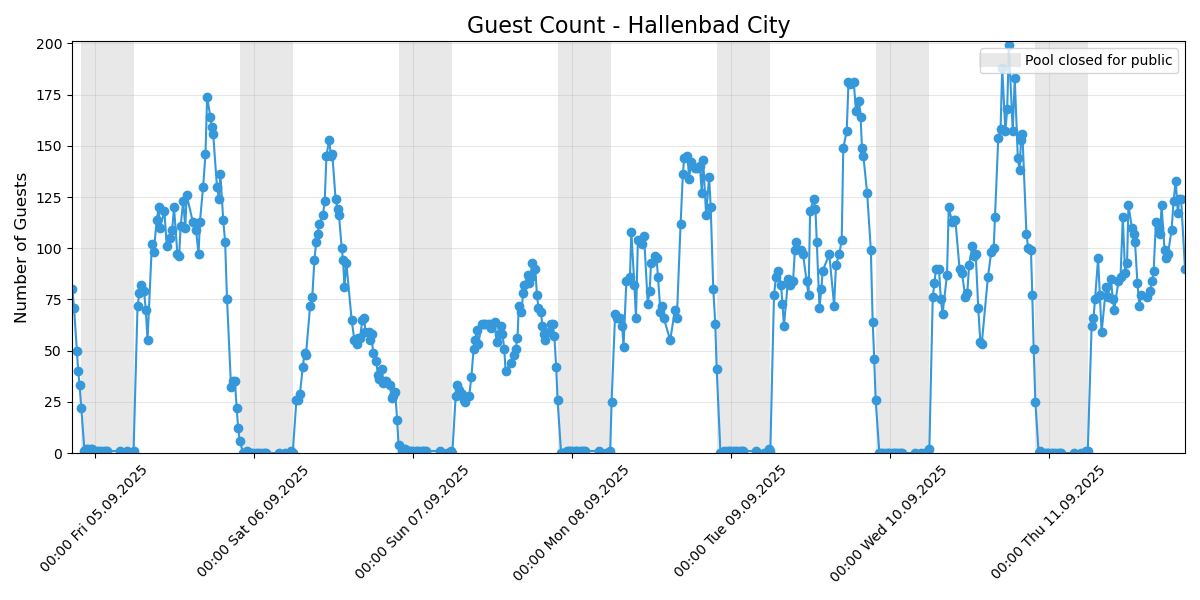 Guest Count - Hallenbad City
Number of Guests
200
175
150
125
100
75
50
25
0
Pool closed for public
00:00 Fri 05.09.2025
00:00 Sat 06.09.2025
00:00 Sun 07.09.2025
00:00 Mon 08.09.2025
00:00 Tue 09.09.2025
00:00 Wed 10.09.2025
00:00 Thu 11.09.2025